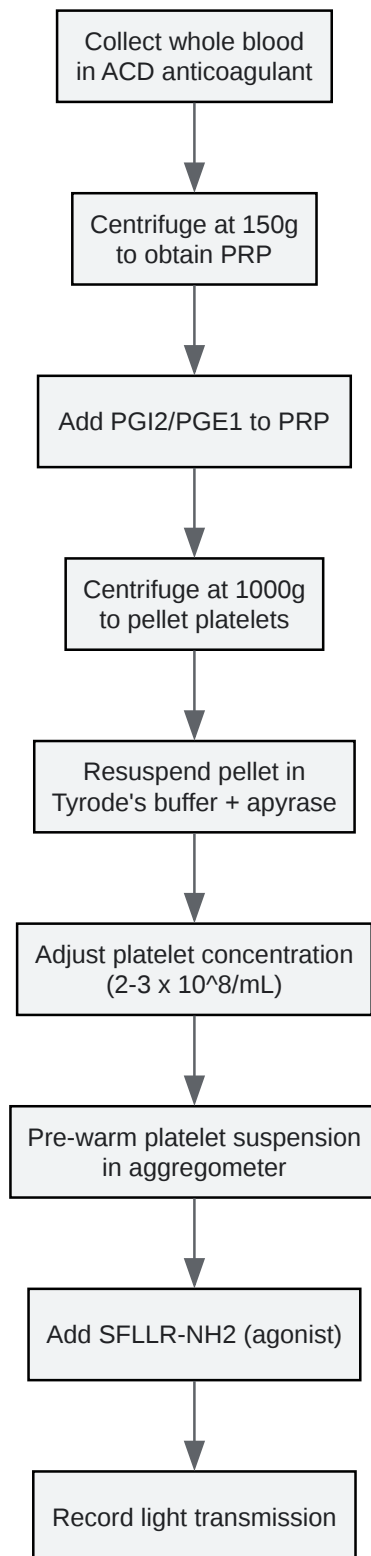 Collect whole blood
in ACD anticoagulant
Centrifuge at 150g
to obtain PRP
Add PGI2/PGE1 to PRP
Centrifuge at 1000g
to pellet platelets
Resuspend pellet in
Tyrode's buffer + apyrase
Adjust platelet concentration
(2-3 x 10^8/mL)
Pre-warm platelet suspension
in aggregometer
Add SFLLR-NH2 (agonist)
Record light transmission